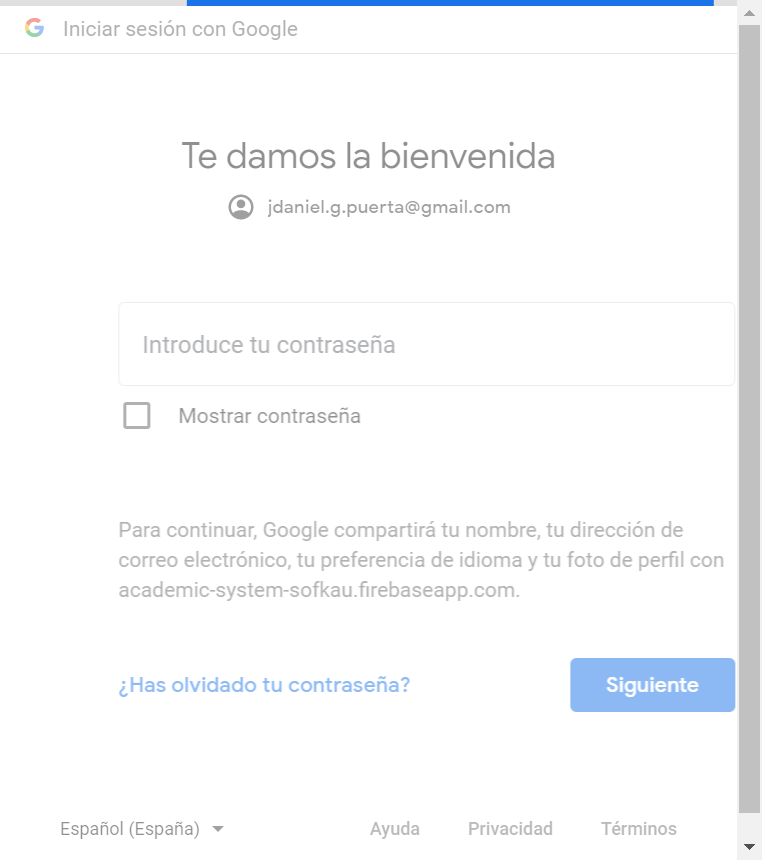 Iniciar sesión con Google
Te damos la bienvenida
jdaniel.g.puerta@gmail.com
Introduce tu contraseña
Mostrar contraseña
Para continuar, Google compartirá tu nombre, tu dirección de
correo electrónico, tu preferencia de idioma y tu foto de perfil con
academic-system-sofkau.firebaseapp.com.
¿Has olvidado tu contraseña? Siguiente
Español (España) Ayuda Privacidad Términos